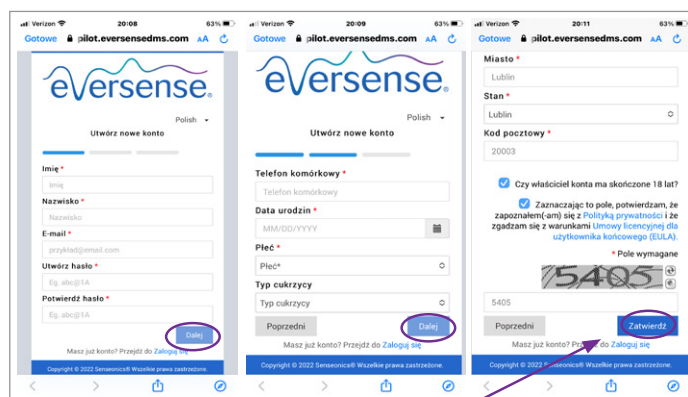 Verizon 20:08 63%
Gotowe pilot.eversensedms.com AA
eversense®
Polish
Utwórz nowe konto
Imię *
Imię
Nazwisko *
Nazwisko
E-mail *
przykład@email.com
Utwórz hasło *
Eg. abc@1A
Potwierdź hasło *
Eg. abc@1A
Dalej
Masz już konto? Przejdź do Zaloguj się
Copyright © 2022 Senseonics® Wszelkie prawa zastrzeżone.
Verizon 20:09 63%
Gotowe pilot.eversensedms.com AA
eversense®
Polish
Utwórz nowe konto
Telefon komórkowy *
Telefon komórkowy
Data urodzin *
MM/DD/YYYY
Płeć *
Płeć*
Typ cukrzycy
Typ cukrzycy
Poprzedni Dalej
Masz już konto? Przejdź do Zaloguj się
Copyright © 2022 Senseonics® Wszelkie prawa zastrzeżone.
Verizon 20:11 63%
Gotowe pilot.eversensedms.com AA
Miasto *
Lublin
Stan *
Lublin
Kod pocztowy *
20003
Czy właściciel konta ma skończone 18 lat?
Zaznaczając to pole, potwierdzam, że
zapoznałem(-am) się z Polityką prywatności i że
zgadzam się z warunkami Umowy licencyjnej dla
użytkownika końcowego (EULA).
* Pole wymagane
5405
5405
Poprzedni Zatwierdź
Masz już konto? Przejdź do Zaloguj się
Copyright © 2022 Senseonics® Wszelkie prawa zastrzeżone.